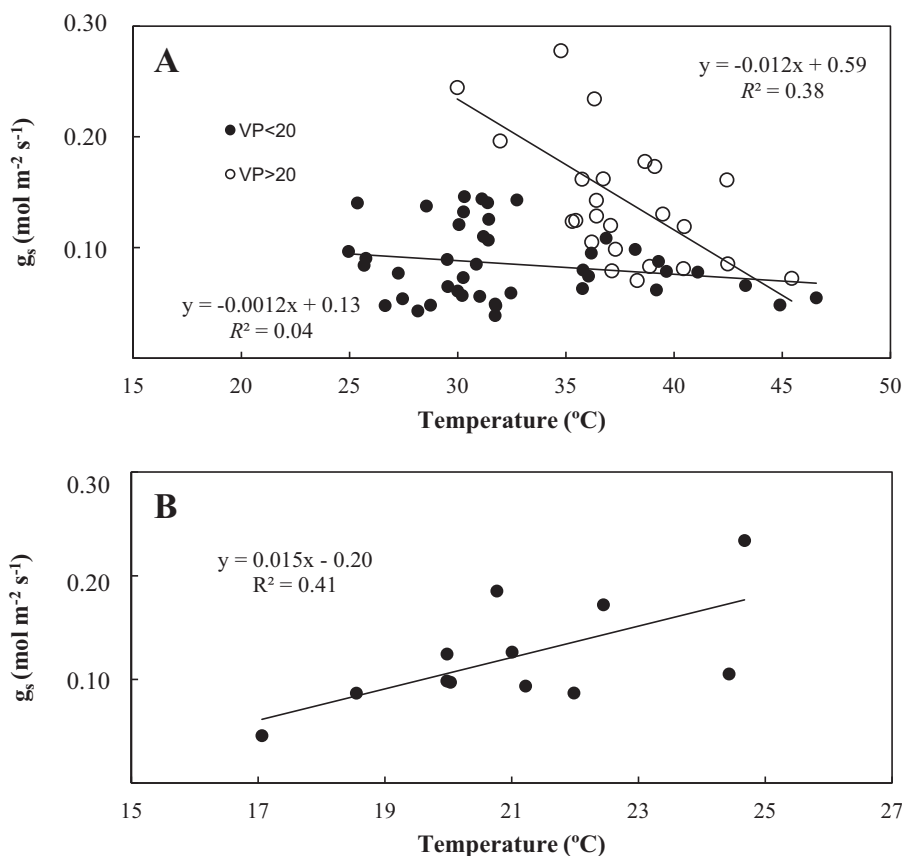 0.30
A
y = -0.012x + 0.59
R² = 0.38
VP<20
0.20
VP>20
gₛ (mol m⁻² s⁻¹)
0.10
y = -0.0012x + 0.13
R² = 0.04
15 20 25 30 35 40 45 50
Temperature (ºC)
0.30
B
y = 0.015x - 0.20
R² = 0.41
0.20
gₛ (mol m⁻² s⁻¹)
0.10
15 17 19 21 23 25 27
Temperature (ºC)